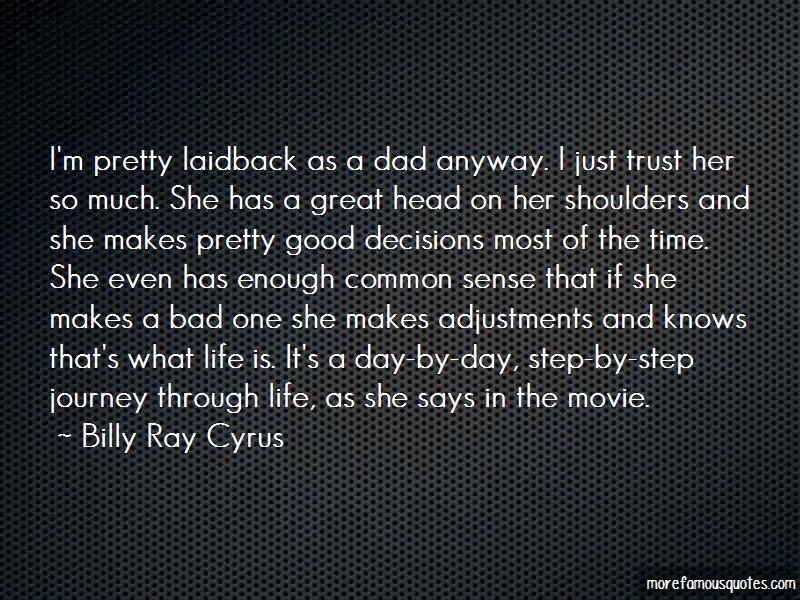 I'm pretty laidback as a dad anyway. I just trust her
so much. She has a great head on her shoulders and
she makes pretty good decisions most of the time.
She even has enough common sense that if she
makes a bad one she makes adjustments and knows
that's what life is. It's a day-by-day, step-by-step
journey through life, as she says in the movie.
~ Billy Ray Cyrus
morefamousquotes.com